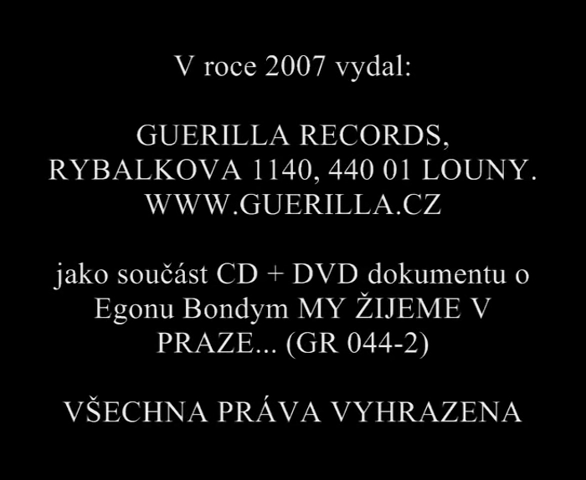 V roce 2007 vydal:
GUERILLA RECORDS,
RYBALKOVA 1140, 440 01 LOUNY.
WWW.GUERILLA.CZ
jako součást CD + DVD dokumentu o
Egonu Bondym MY ŽIJEME V
PRAZE... (GR 044-2)
VŠECHNA PRÁVA VYHRAZENA